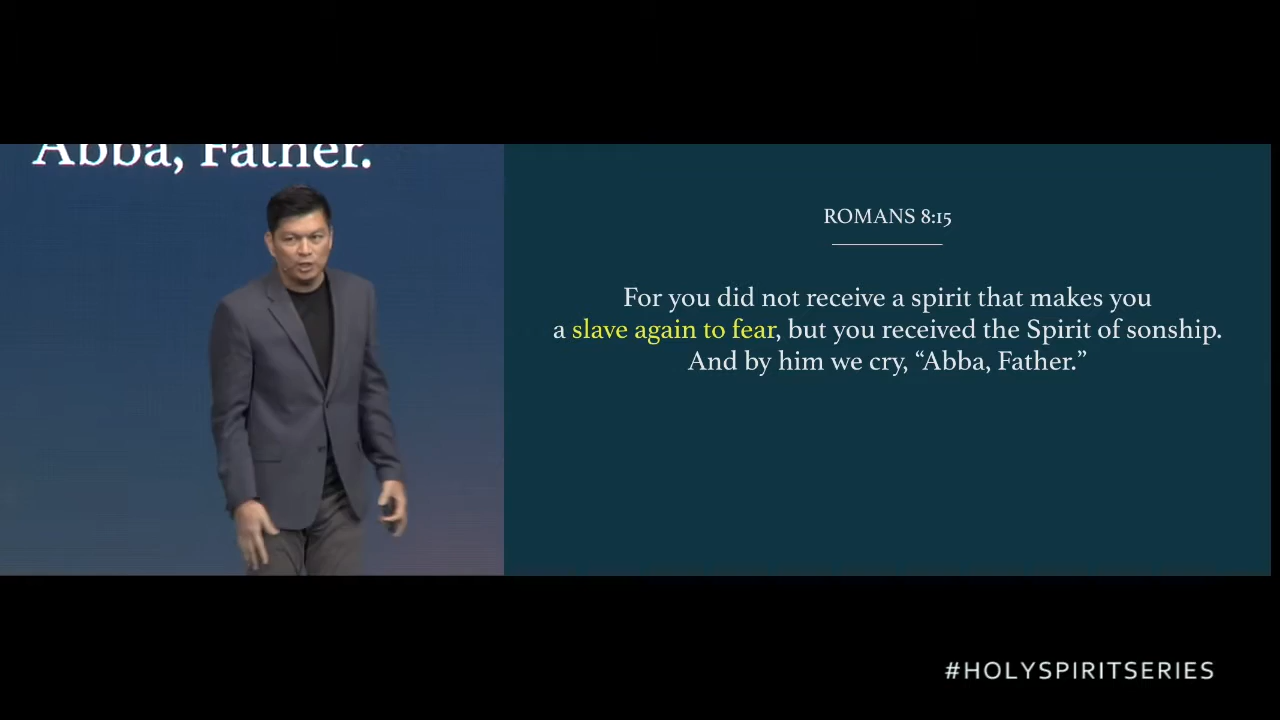 Abba, Father.
ROMANS 8:15
For you did not receive a spirit that makes you
a slave again to fear, but you received the Spirit of sonship.
And by him we cry, “Abba, Father.”
#HOLYSPIRITSERIES